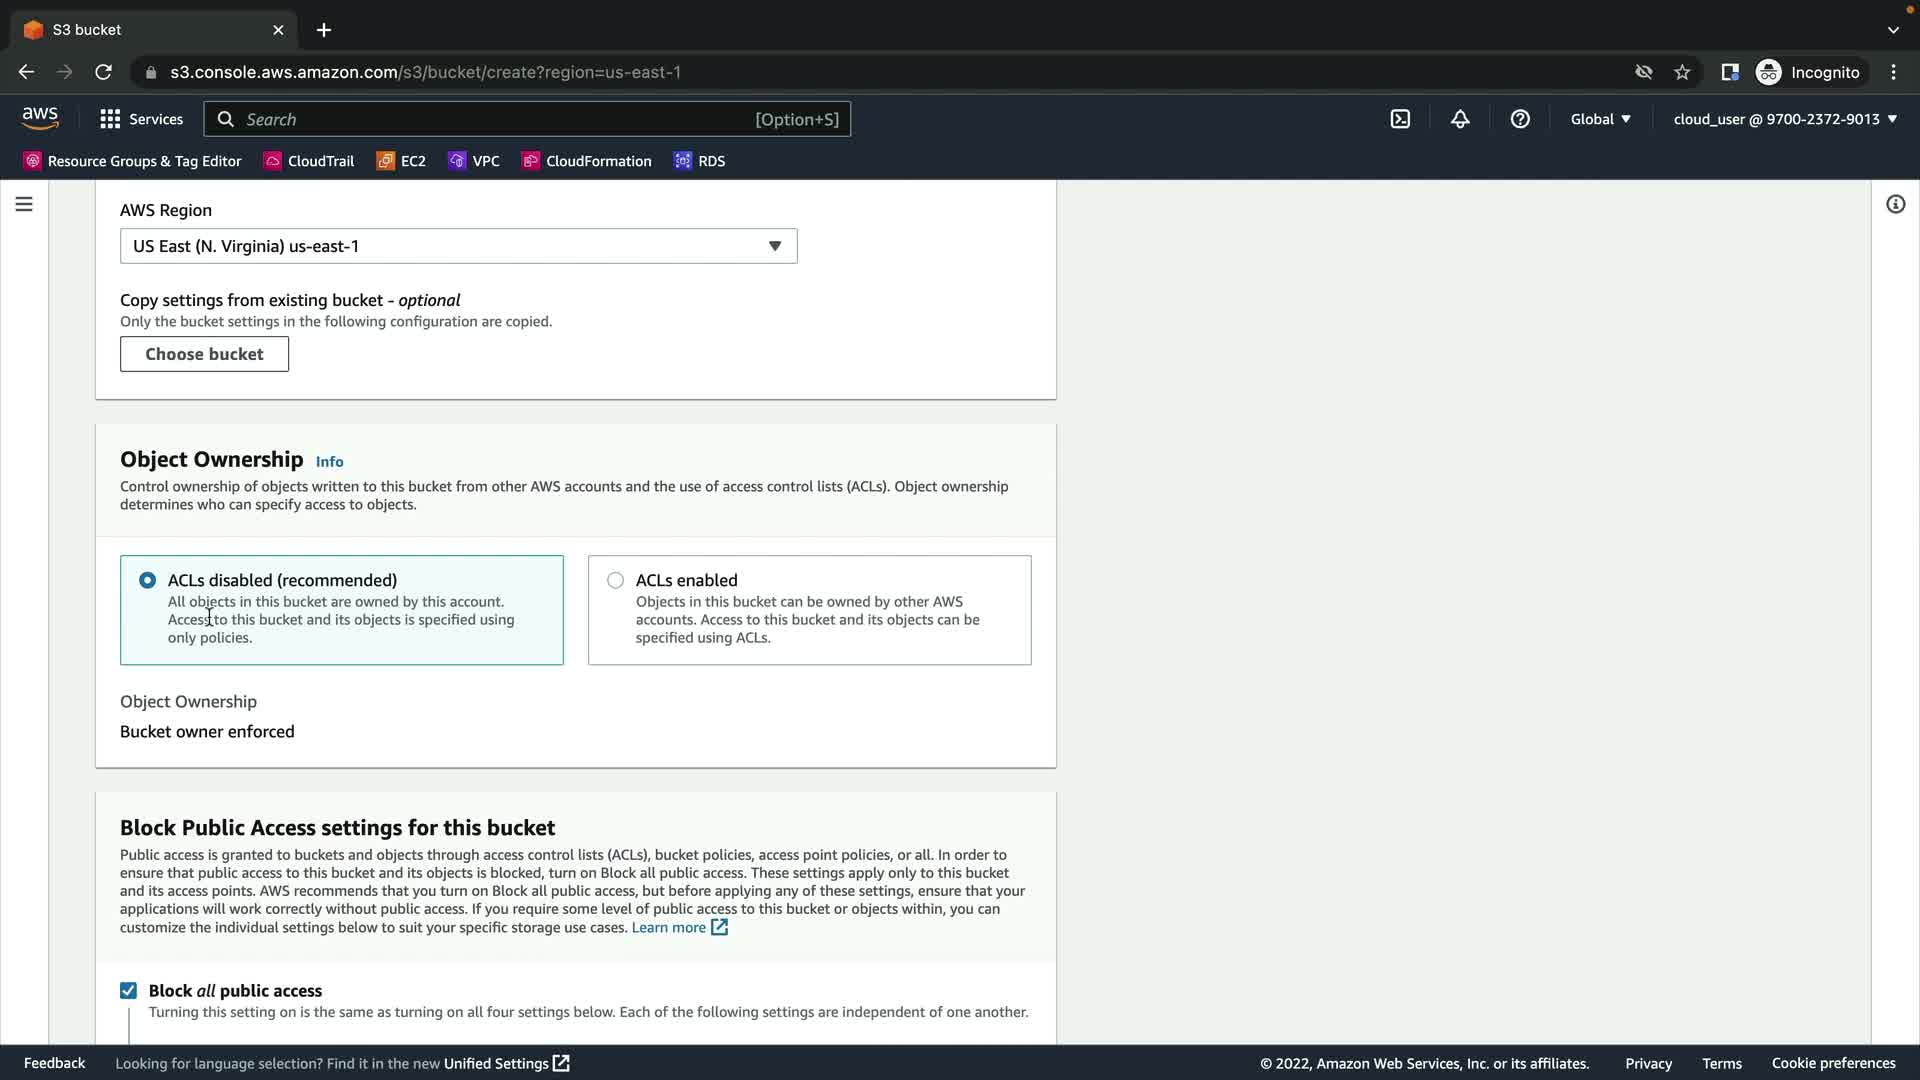 S3 bucket
s3.console.aws.amazon.com/s3/bucket/create?region=us-east-1
Incognito
aws
Services
Search
[Option+S]
Global
cloud_user @ 9700-2372-9013
Resource Groups & Tag Editor
CloudTrail
EC2
VPC
CloudFormation
RDS
AWS Region
US East (N. Virginia) us-east-1
Copy settings from existing bucket - optional
Only the bucket settings in the following configuration are copied.
Choose bucket
Object Ownership Info
Control ownership of objects written to this bucket from other AWS accounts and the use of access control lists (ACLs). Object ownership
determines who can specify access to objects.
ACLs disabled (recommended)
All objects in this bucket are owned by this account.
Access to this bucket and its objects is specified using
only policies.
ACLs enabled
Objects in this bucket can be owned by other AWS
accounts. Access to this bucket and its objects can be
specified using ACLs.
Object Ownership
Bucket owner enforced
Block Public Access settings for this bucket
Public access is granted to buckets and objects through access control lists (ACLs), bucket policies, access point policies, or all. In order to
ensure that public access to this bucket and its objects is blocked, turn on Block all public access. These settings apply only to this bucket
and its access points. AWS recommends that you turn on Block all public access, but before applying any of these settings, ensure that your
applications will work correctly without public access. If you require some level of public access to this bucket or objects within, you can
customize the individual settings below to suit your specific storage use cases. Learn more
Block all public access
Turning this setting on is the same as turning on all four settings below. Each of the following settings are independent of one another.
Feedback
Looking for language selection? Find it in the new Unified Settings
© 2022, Amazon Web Services, Inc. or its affiliates.
Privacy
Terms
Cookie preferences